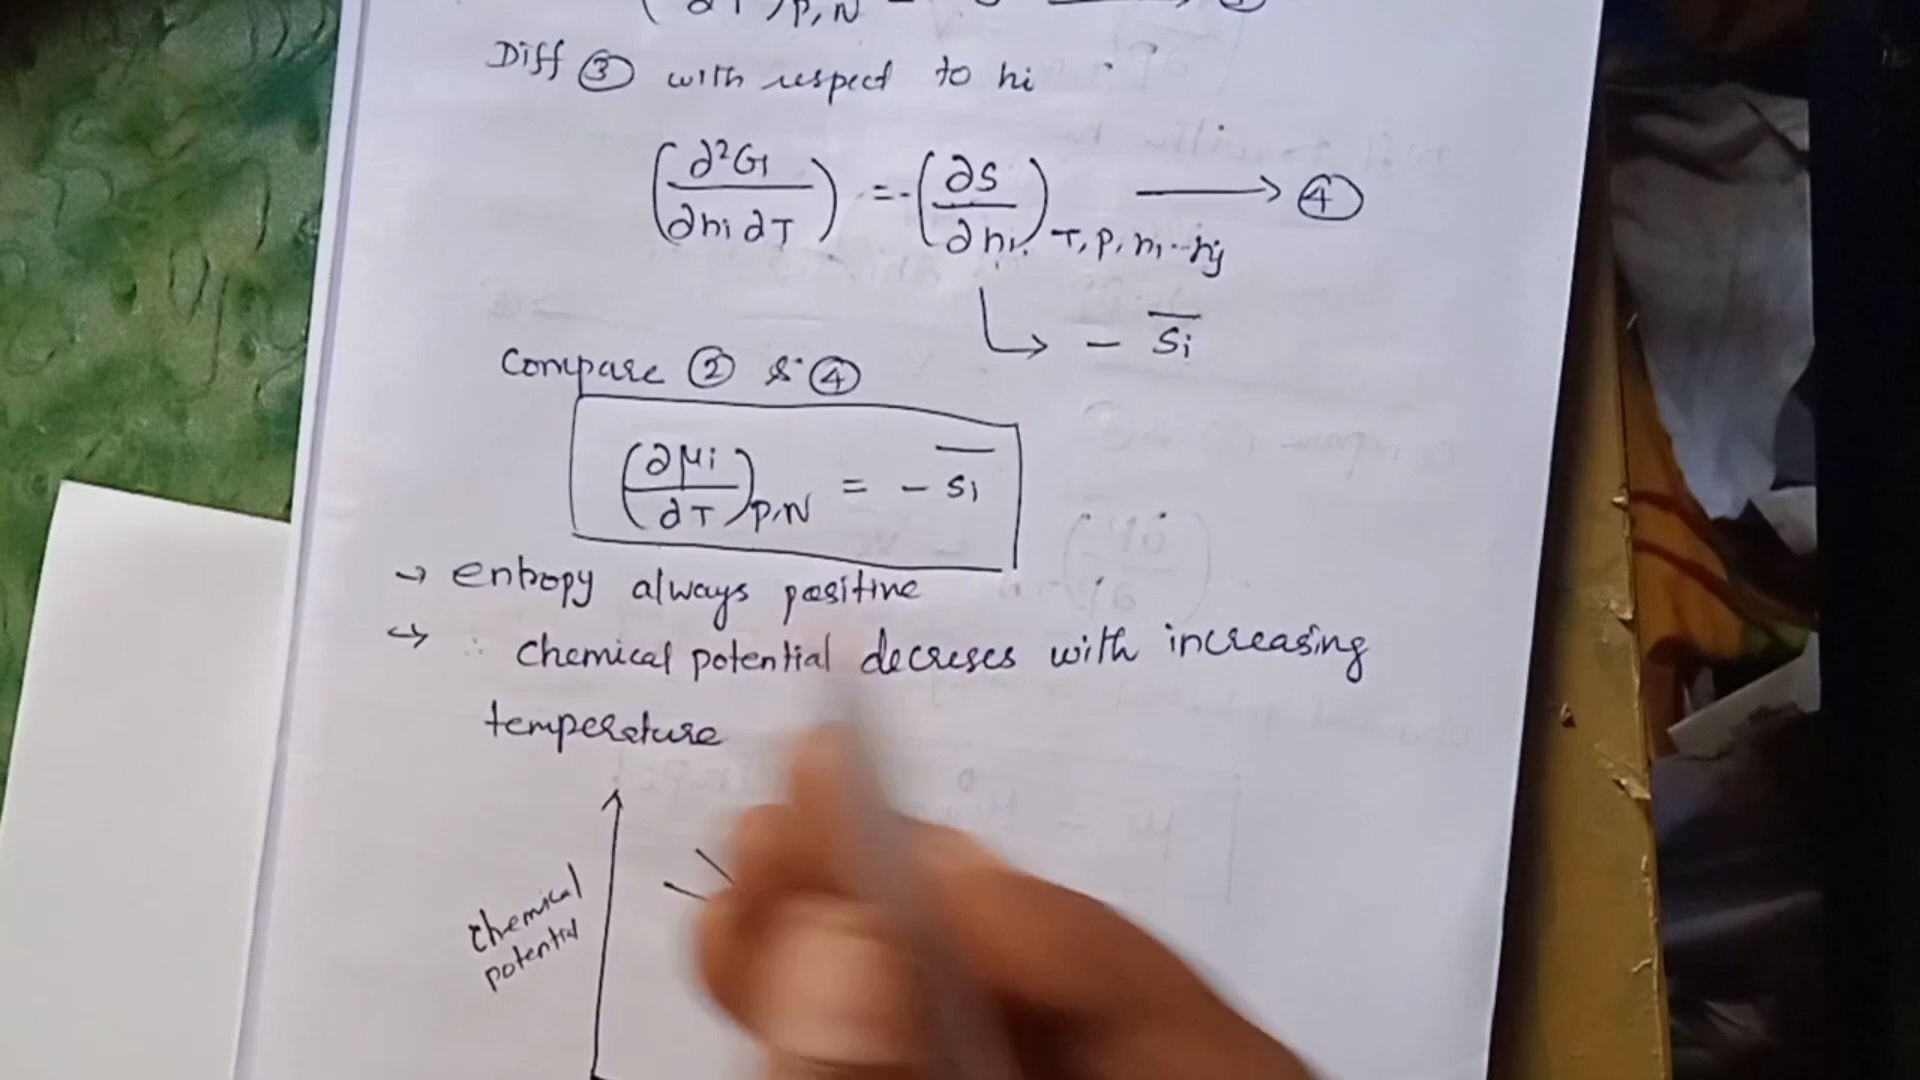 (∂T)P,N
Diff ③ with respect to ni
(∂²G / ∂ni ∂T) = -(∂S / ∂ni) T, P, n1...nj → ④
↳ - S̅i
Compare ② & ④
(∂μi / ∂T)P,N = - S̅i
→ entropy always positive
→ ∴ chemical potential decreses with increasing
temperature
chemical
potential